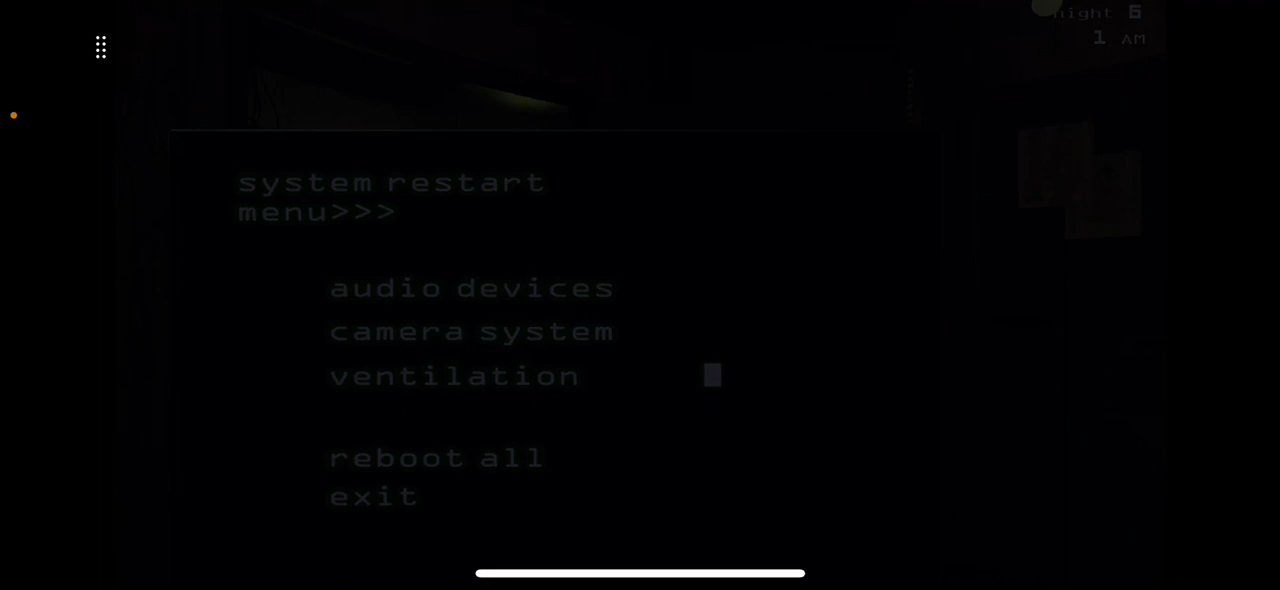 night 6
1 AM
system restart
menu>>>
audio devices
camera system
ventilation
reboot all
exit